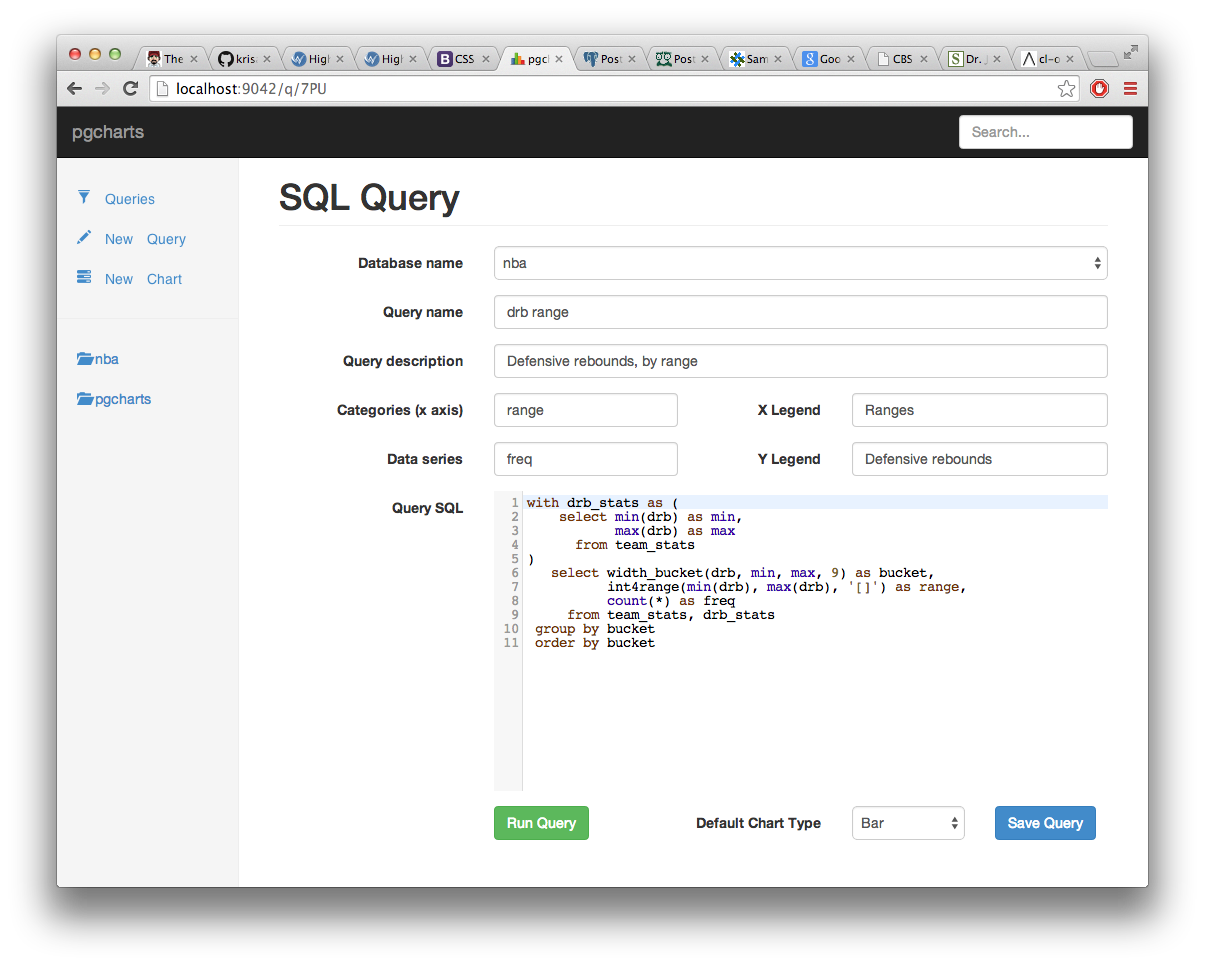 The
kris
High
High
CSS
pgcl
Post
Post
Sam
Goo
CBS
Dr. J
cl-o
localhost:9042/q/7PU
pgcharts
Search...
Queries
New Query
New Chart
nba
pgcharts
SQL Query
Database name nba
Query name drb range
Query description Defensive rebounds, by range
Categories (x axis) range X Legend Ranges
Data series freq Y Legend Defensive rebounds
Query SQL
1 with drb_stats as (
2 select min(drb) as min,
3 max(drb) as max
4 from team_stats
5 )
6 select width_bucket(drb, min, max, 9) as bucket,
7 int4range(min(drb), max(drb), '[]') as range,
8 count(*) as freq
9 from team_stats, drb_stats
10 group by bucket
11 order by bucket
Run Query Default Chart Type Bar Save Query